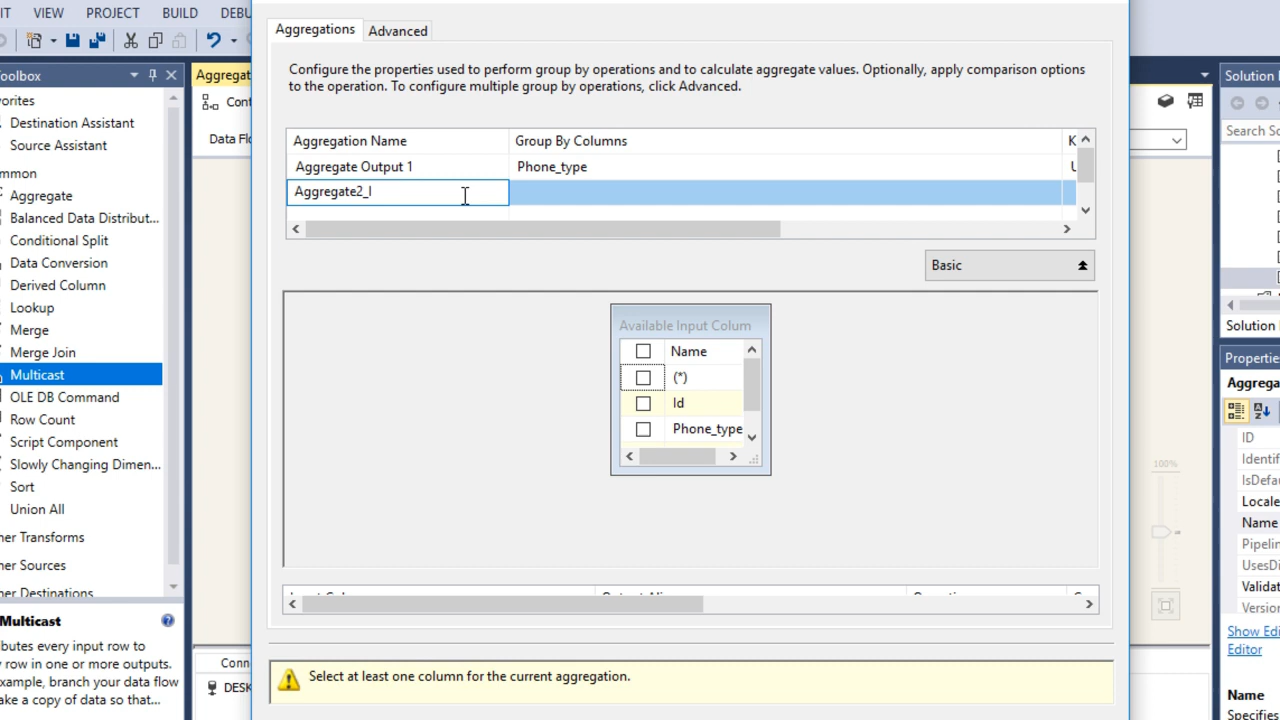 IT VIEW PROJECT BUILD DEBU
Toolbox
vorites
Destination Assistant
Source Assistant
mmon
Aggregate
Balanced Data Distribut...
Conditional Split
Data Conversion
Derived Column
Lookup
Merge
Merge Join
Multicast
OLE DB Command
Row Count
Script Component
Slowly Changing Dimen...
Sort
Union All
her Transforms
her Sources
her Destinations
Multicast
ibutes every input row to
row in one or more outputs.
example, branch your data flow
ake a copy of data so that...
Aggregat
Cont
Data Flo
Conne
DESK
Aggregations
Advanced
Configure the properties used to perform group by operations and to calculate aggregate values. Optionally, apply comparison options
to the operation. To configure multiple group by operations, click Advanced.
Aggregation Name Group By Columns K
Aggregate Output 1 Phone_type U
Aggregate2_I
Basic
Available Input Colum
Name
(*)
Id
Phone_type
Select at least one column for the current aggregation.
100%
Solution E
Search So
Solution
Properties
Aggrega
ID
Identif
IsDefau
Locale
Name
Pipelin
UsesDi
Validat
Version
Show Edi
Editor
Name
Specifies